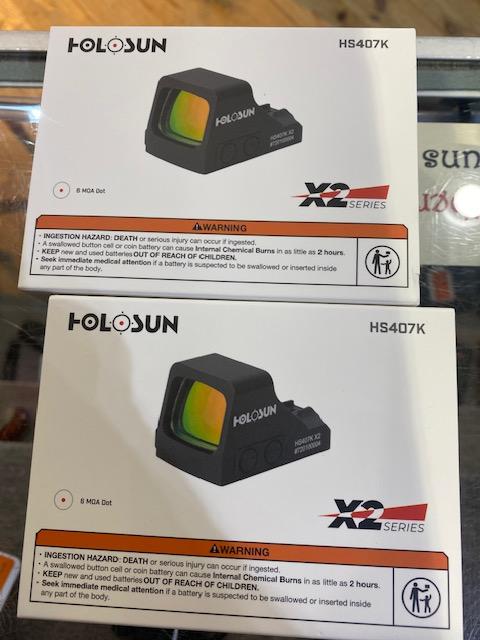 HOLOSUN
HS407K
HOLOSUN
HS407K X2
#720100004
6 MOA Dot
X2
SERIES
WARNING
• INGESTION HAZARD: DEATH or serious injury can occur if ingested.
• A swallowed button cell or coin battery can cause Internal Chemical Burns in as little as 2 hours.
• KEEP new and used batteries OUT OF REACH OF CHILDREN.
• Seek immediate medical attention if a battery is suspected to be swallowed or inserted inside
any part of the body.
SUN
HOLOSUN
HS407K
HOLOSUN
HS407K X2
#720100004
6 MOA Dot
X2
SERIES
WARNING
• INGESTION HAZARD: DEATH or serious injury can occur if ingested.
• A swallowed button cell or coin battery can cause Internal Chemical Burns in as little as 2 hours.
• KEEP new and used batteries OUT OF REACH OF CHILDREN.
• Seek immediate medical attention if a battery is suspected to be swallowed or inserted inside
any part of the body.